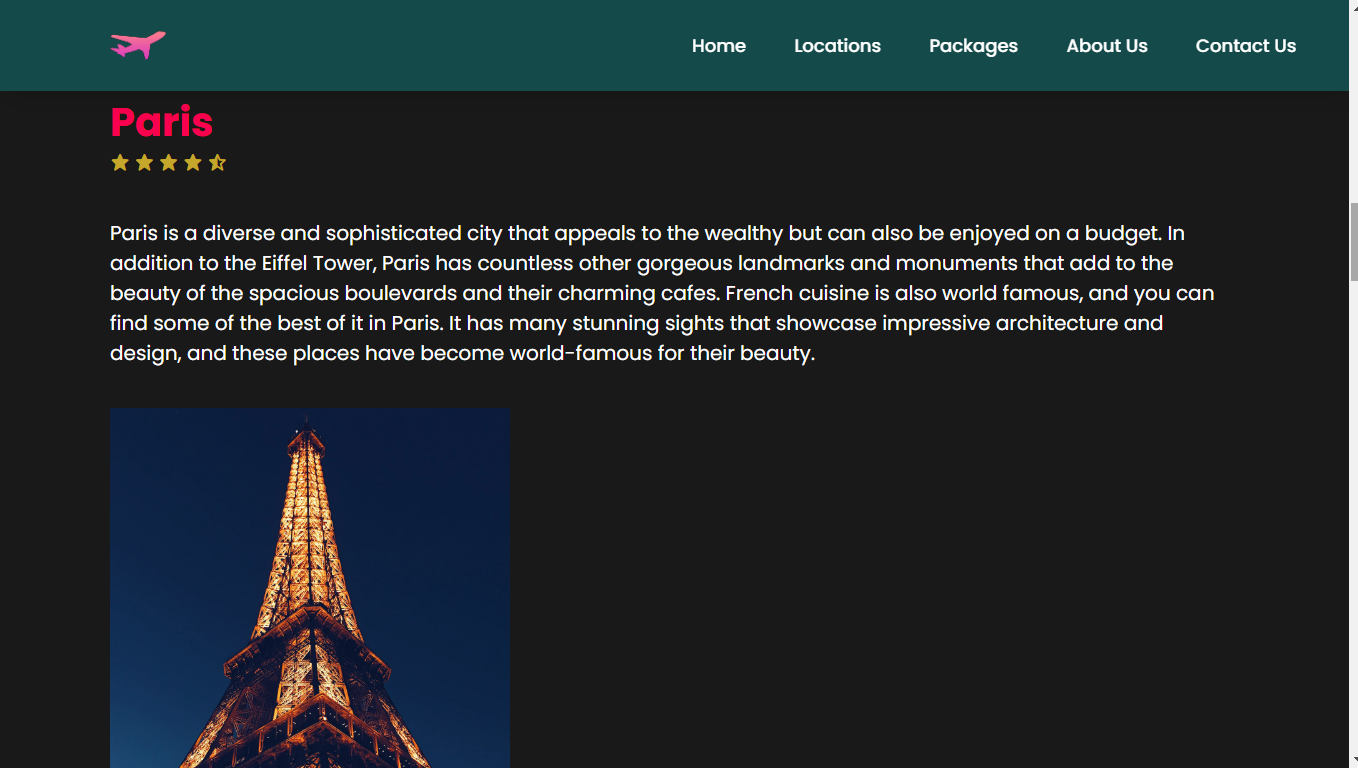 Home Locations Packages About Us Contact Us
Paris
Paris is a diverse and sophisticated city that appeals to the wealthy but can also be enjoyed on a budget. In
addition to the Eiffel Tower, Paris has countless other gorgeous landmarks and monuments that add to the
beauty of the spacious boulevards and their charming cafes. French cuisine is also world famous, and you can
find some of the best of it in Paris. It has many stunning sights that showcase impressive architecture and
design, and these places have become world-famous for their beauty.